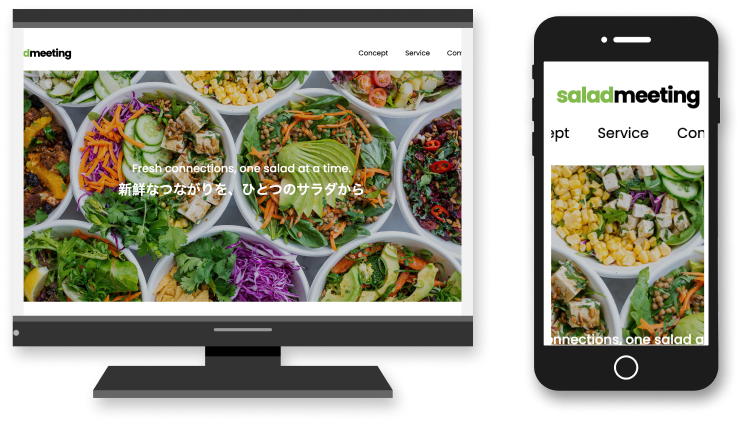 dmeeting
Concept Service Con
Fresh connections, one salad at a time.
新鮮なつながりを、ひとつのサラダから
saladmeeting
ept Service Con
onnections, one salad a